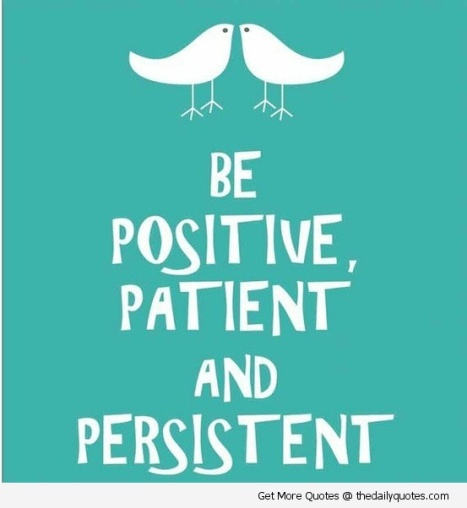 BE
POSITIVE,
PATIENT
AND
PERSISTENT
Get More Quotes @ thedailyquotes.com